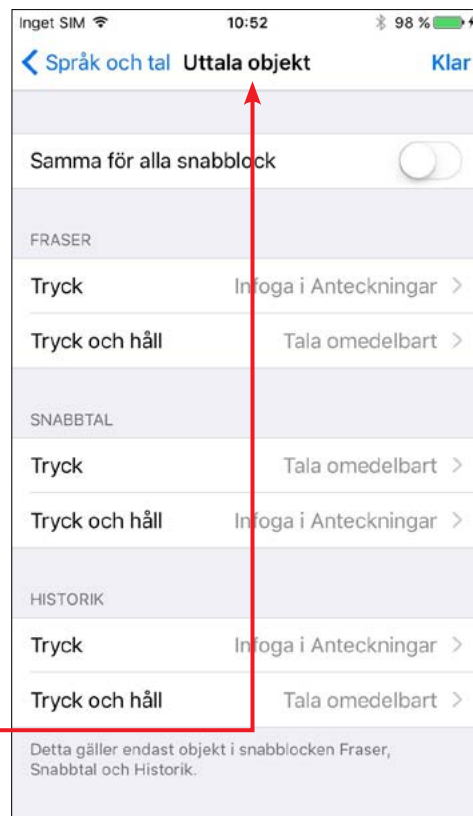 Inget SIM 10:52 98 %
Språk och tal Uttala objekt Klar
Samma för alla snabblock
FRASER
Tryck Infoga i Anteckningar
Tryck och håll Tala omedelbart
SNABBTAL
Tryck Tala omedelbart
Tryck och håll Infoga i Anteckningar
HISTORIK
Tryck Infoga i Anteckningar
Tryck och håll Tala omedelbart
Detta gäller endast objekt i snabblocken Fraser,
Snabbtal och Historik.